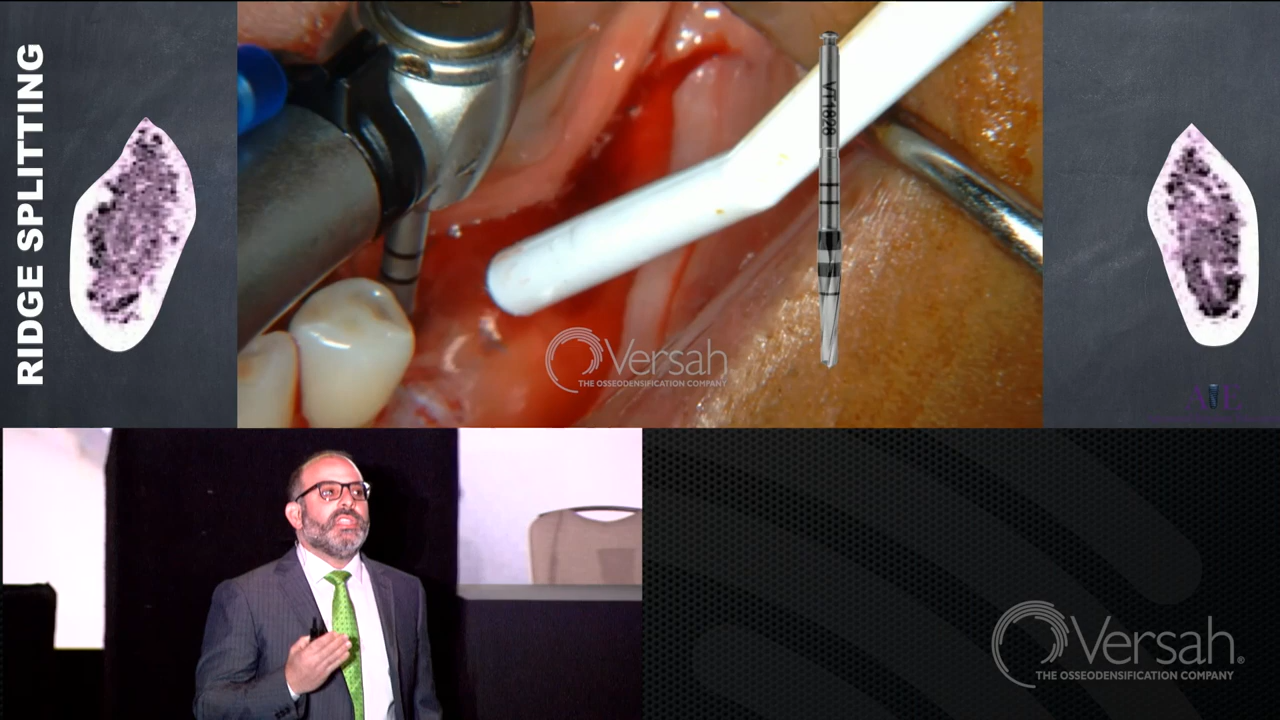 RIDGE SPLITTING
VT1828
Versah
THE OSSEODENSIFICATION COMPANY
Versah®
THE OSSEODENSIFICATION COMPANY